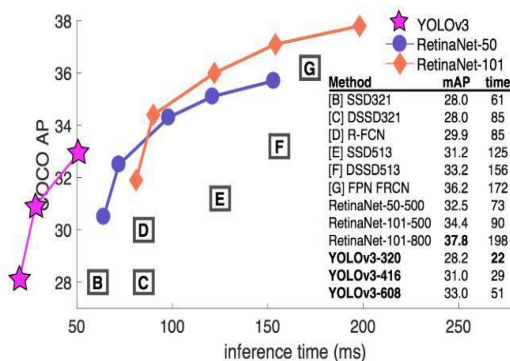 YOLOv3
RetinaNet-50
RetinaNet-101
Method mAP time
[B] SSD321 28.0 61
[C] DSSD321 28.0 85
[D] R-FCN 29.9 85
[E] SSD513 31.2 125
[F] DSSD513 33.2 156
[G] FPN FRCN 36.2 172
RetinaNet-50-500 32.5 73
RetinaNet-101-500 34.4 90
RetinaNet-101-800 37.8 198
YOLOv3-320 28.2 22
YOLOv3-416 31.0 29
YOLOv3-608 33.0 51
G
F
E
D
B C
38
36
34
32
30
28
COCO AP
50 100 150 200 250
inference time (ms)